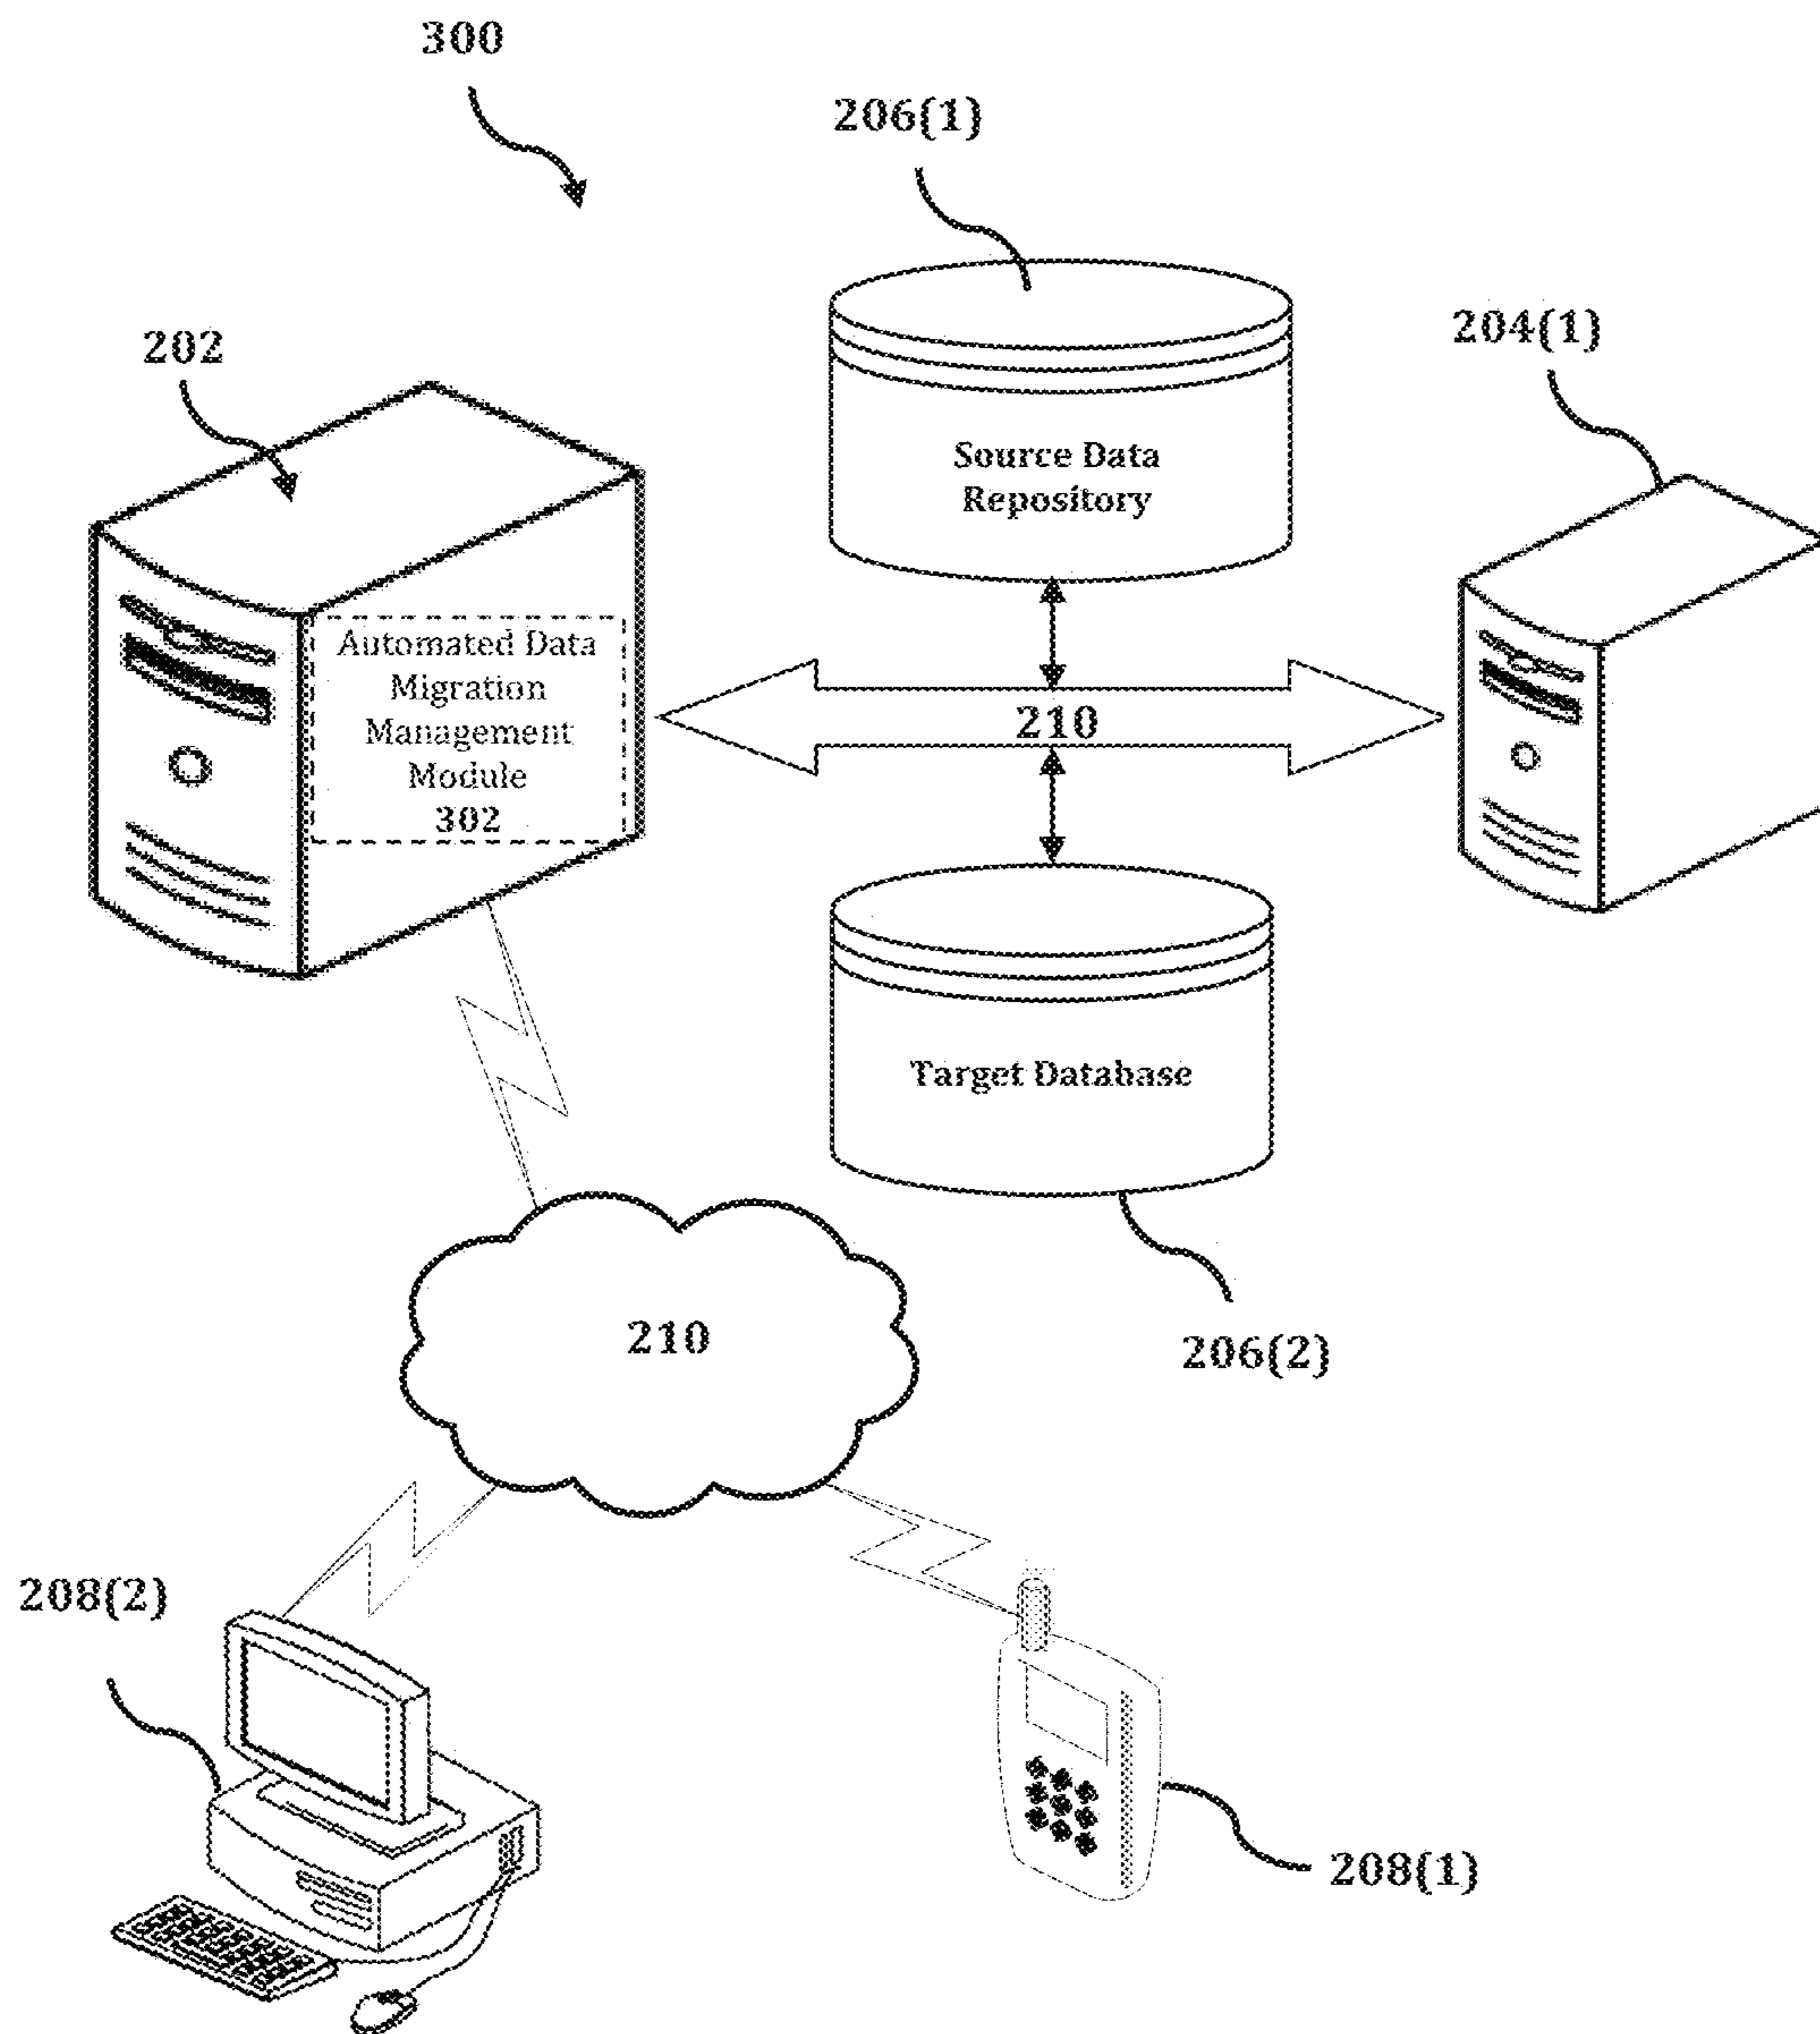 300
206(1)
204(1)
202
Source Data
Repository
Automated Data
Migration
Management
Module
302
210
Target Database
206(2)
210
208(2)
208(1)